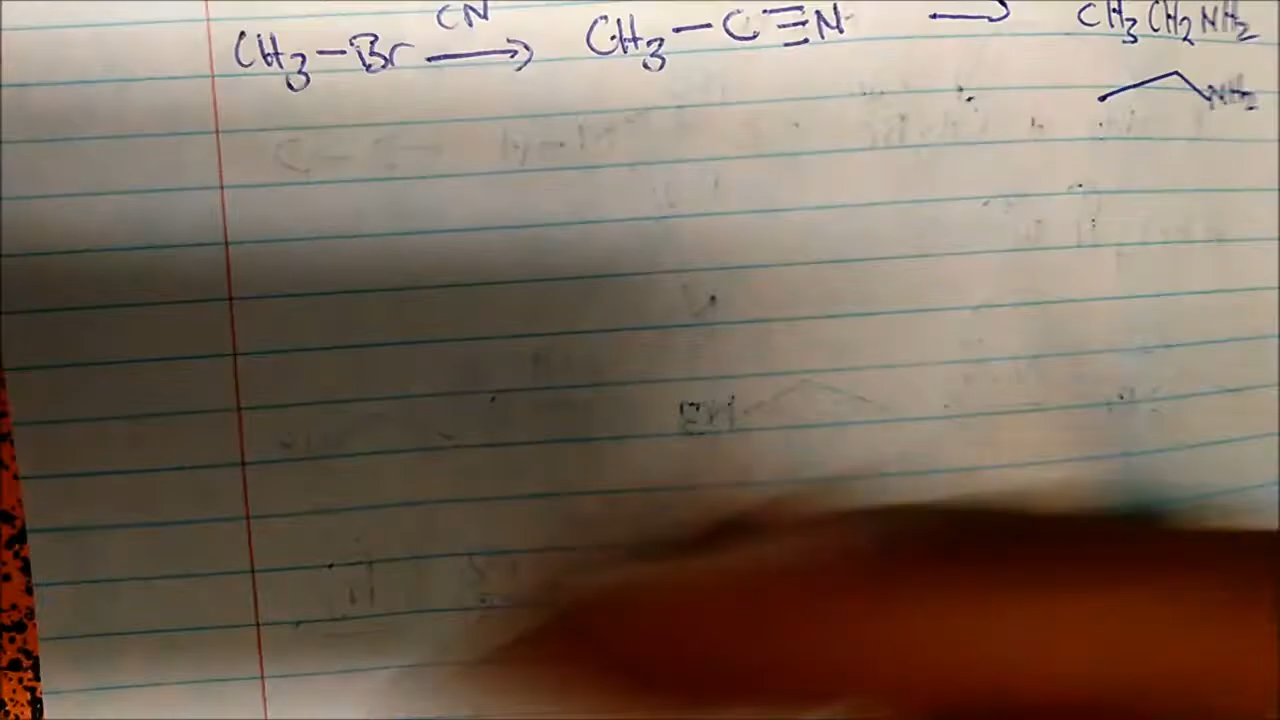 CH3-Br CN→ CH3-C≡N → CH3CH2NH2
NH2